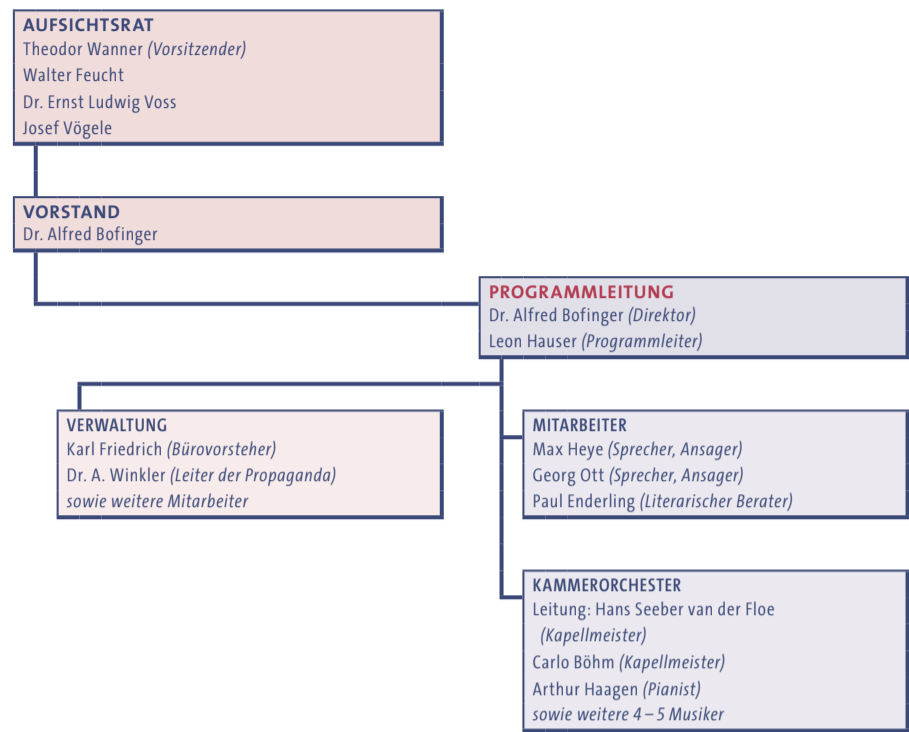 AUFSICHTSRAT
Theodor Wanner (Vorsitzender)
Walter Feucht
Dr. Ernst Ludwig Voss
Josef Vögele
VORSTAND
Dr. Alfred Bofinger
PROGRAMMLEITUNG
Dr. Alfred Bofinger (Direktor)
Leon Hauser (Programmleiter)
VERWALTUNG
Karl Friedrich (Bürovorsteher)
Dr. A. Winkler (Leiter der Propaganda)
sowie weitere Mitarbeiter
MITARBEITER
Max Heye (Sprecher, Ansager)
Georg Ott (Sprecher, Ansager)
Paul Enderling (Literarischer Berater)
KAMMERORCHESTER
Leitung: Hans Seeber van der Floe
(Kapellmeister)
Carlo Böhm (Kapellmeister)
Arthur Haagen (Pianist)
sowie weitere 4 – 5 Musiker